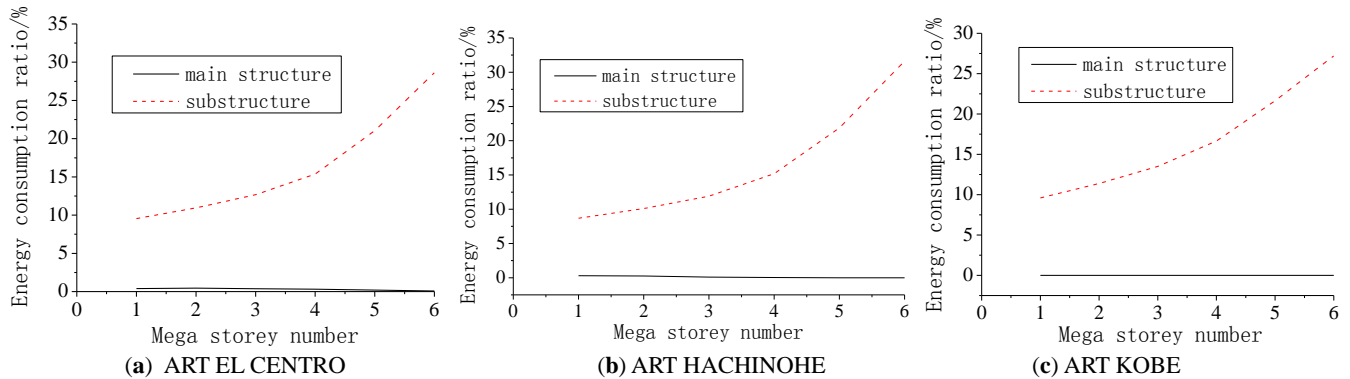 Energy consumption ratio/%
35
30
25
20
15
10
5
0
main structure
substructure
0 1 2 3 4 5 6
Mega storey number
(a) ART EL CENTRO
Energy consumption ratio/%
35
30
25
20
15
10
5
0
main structure
substructure
0 1 2 3 4 5 6
Mega storey number
(b) ART HACHINOHE
Energy consumption ratio/%
30
25
20
15
10
5
0
main structure
substructure
0 1 2 3 4 5 6
Mega storey number
(c) ART KOBE